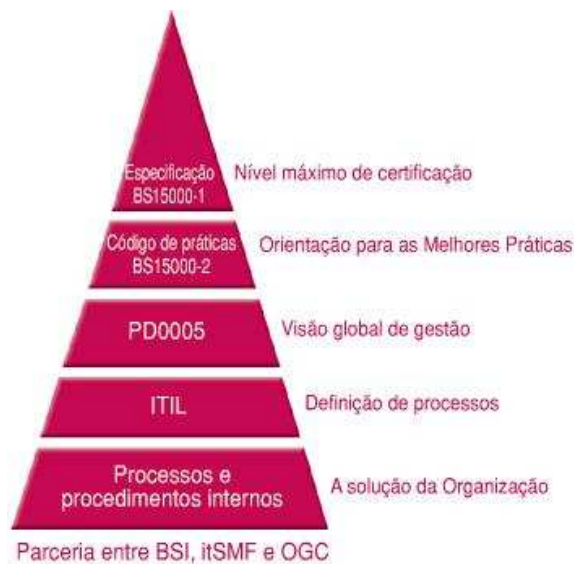 Especificação
BS15000-1
Nível máximo de certificação
Código de práticas
BS15000-2
Orientação para as Melhores Práticas
PD0005
Visão global de gestão
ITIL
Definição de processos
Processos e
procedimentos internos
A solução da Organização
Parceria entre BSI, itSMF e OGC